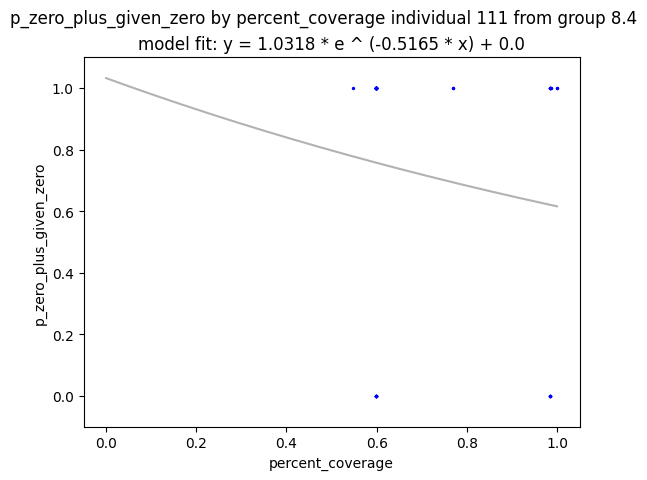 p_zero_plus_given_zero by percent_coverage individual 111 from group 8.4
model fit: y = 1.0318 * e ^ (-0.5165 * x) + 0.0
1.0
0.8
0.6
0.4
0.2
0.0
p_zero_plus_given_zero
0.0 0.2 0.4 0.6 0.8 1.0
percent_coverage